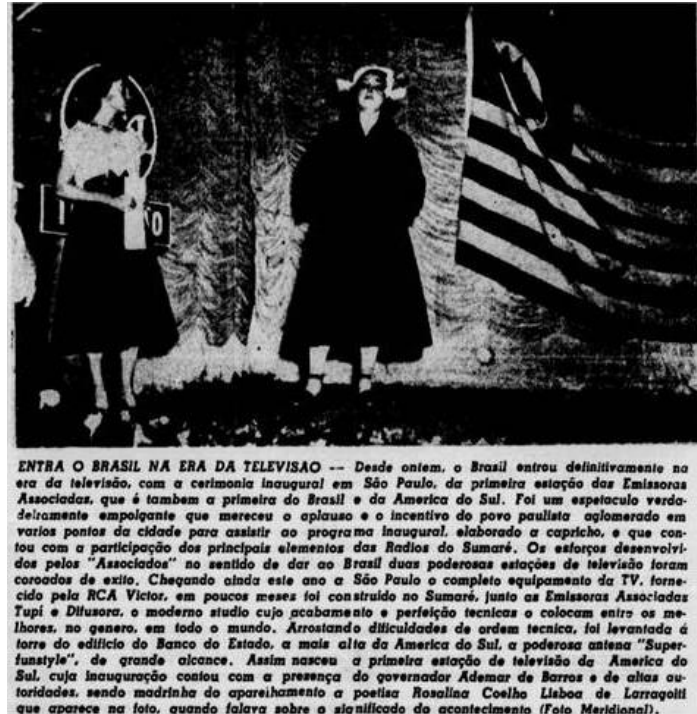 ENTRA O BRASIL NA ERA DA TELEVISAO -- Desde ontem, o Brasil entrou definitivamente na
era da televisão, com a cerimonia inaugural em São Paulo, da primeira estação das Emissoras
Associadas, que é tambem a primeira do Brasil e da America do Sul. Foi um espetaculo verda-
deiramente empolgante que mereceu o aplauso e o incentivo do povo paulista aglomerado em
varios pontos da cidade para assistir ao programa inaugural, elaborado a capricho, e que con-
tou com a participação dos principais elementos das Radios do Sumaré. Os esforços desenvolvi-
dos pelos "Associados" no sentido de dar ao Brasil duas poderosas estações de televisão foram
coroados de exito. Chegando ainda este ano a São Paulo o completo equipamento da TV, forne-
cido pela RCA Victor, em poucos meses foi construido no Sumaré, junto as Emissoras Associadas
Tupi e Difusora, o moderno studio cujo acabamento e perfeição tecnicas o colocam entre os me-
lhores, no genero, em todo o mundo. Arrostando dificuldades de ordem tecnica, foi levantada á
torre do edificio do Banco do Estado, a mais alta da America do Sul, a poderosa antena "Super-
funstyle", de grande alcance. Assim nasceu a primeira estação de televisão da America do
Sul, cuja inauguração contou com a presença do governador Ademar de Barros e de altas au-
toridades, sendo madrinha do aparelhamento a poetisa Rosalina Coelho Lisboa de Larragoiti
que aparece na foto, quando falava sobre o significado do acontecimento (Foto Meridional).